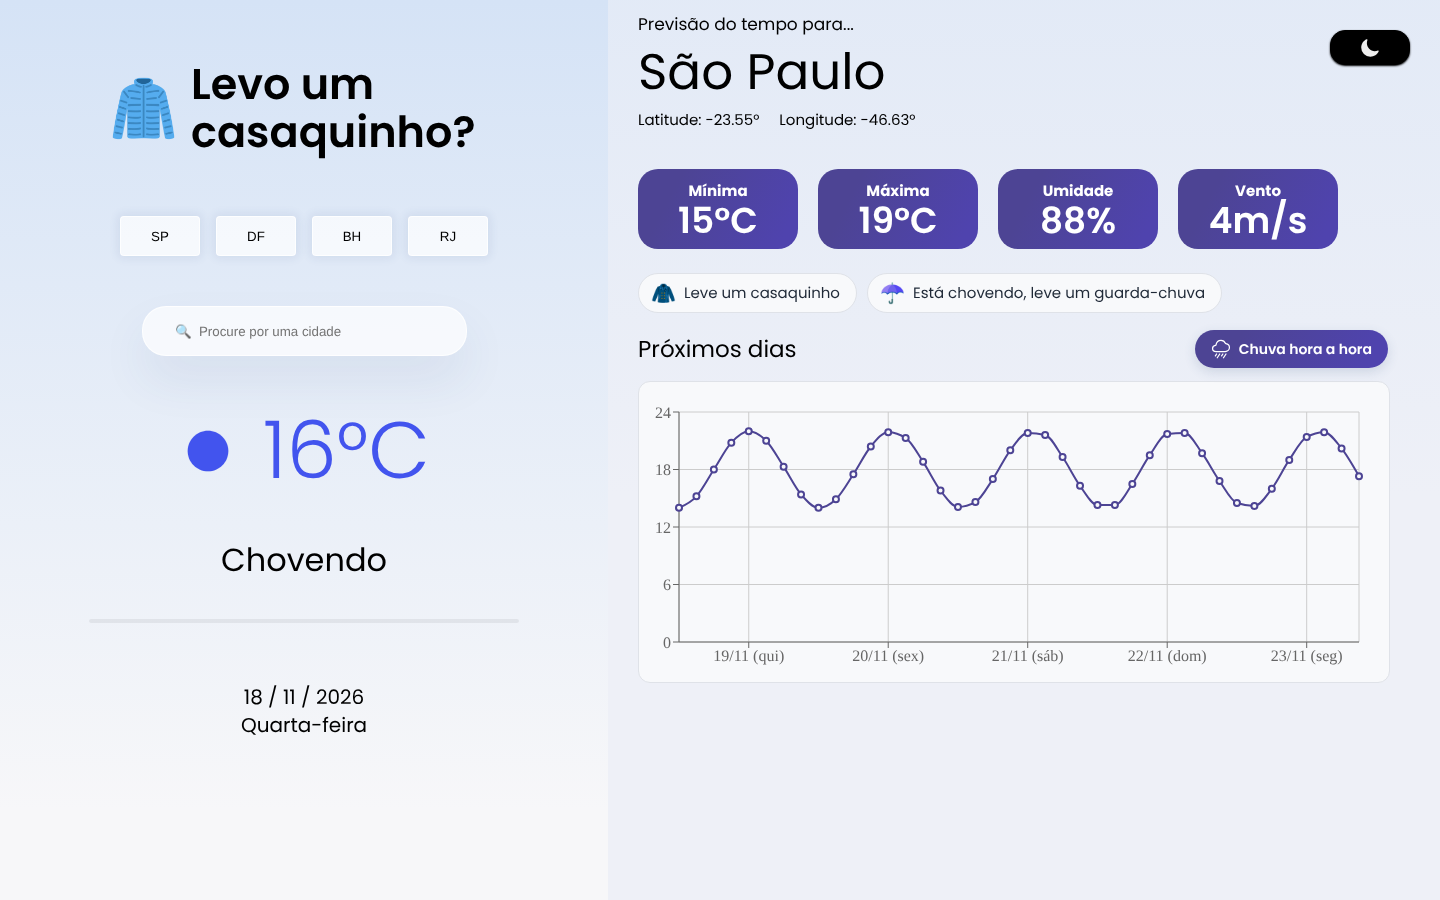 Levo um
casaquinho?
SP
DF
BH
RJ
🔍 Procure por uma cidade
16°C
Chovendo
18 / 11 / 2026
Quarta-feira
Previsão do tempo para...
São Paulo
Latitude: -23.55° Longitude: -46.63°
Mínima
15°C
Máxima
19°C
Umidade
88%
Vento
4m/s
Leve um casaquinho
Está chovendo, leve um guarda-chuva
Próximos dias
Chuva hora a hora
24
18
12
6
0
19/11 (qui)
20/11 (sex)
21/11 (sáb)
22/11 (dom)
23/11 (seg)